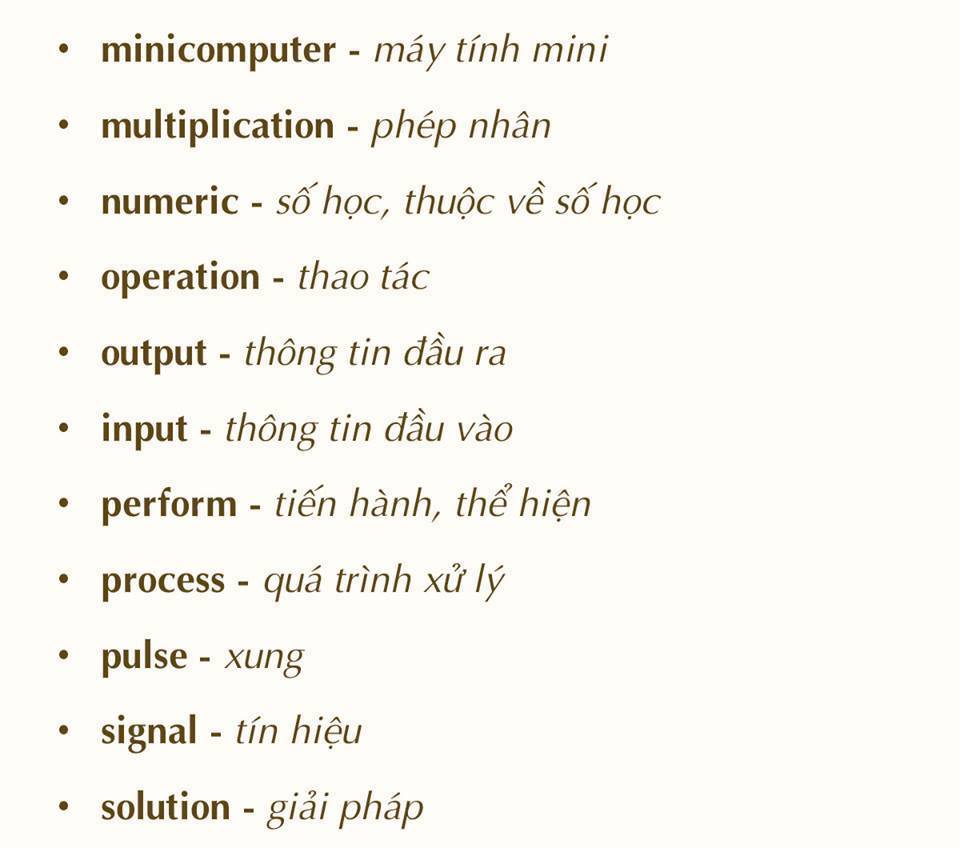 • minicomputer - máy tính mini
• multiplication - phép nhân
• numeric - số học, thuộc về số học
• operation - thao tác
• output - thông tin đầu ra
• input - thông tin đầu vào
• perform - tiến hành, thể hiện
• process - quá trình xử lý
• pulse - xung
• signal - tín hiệu
• solution - giải pháp